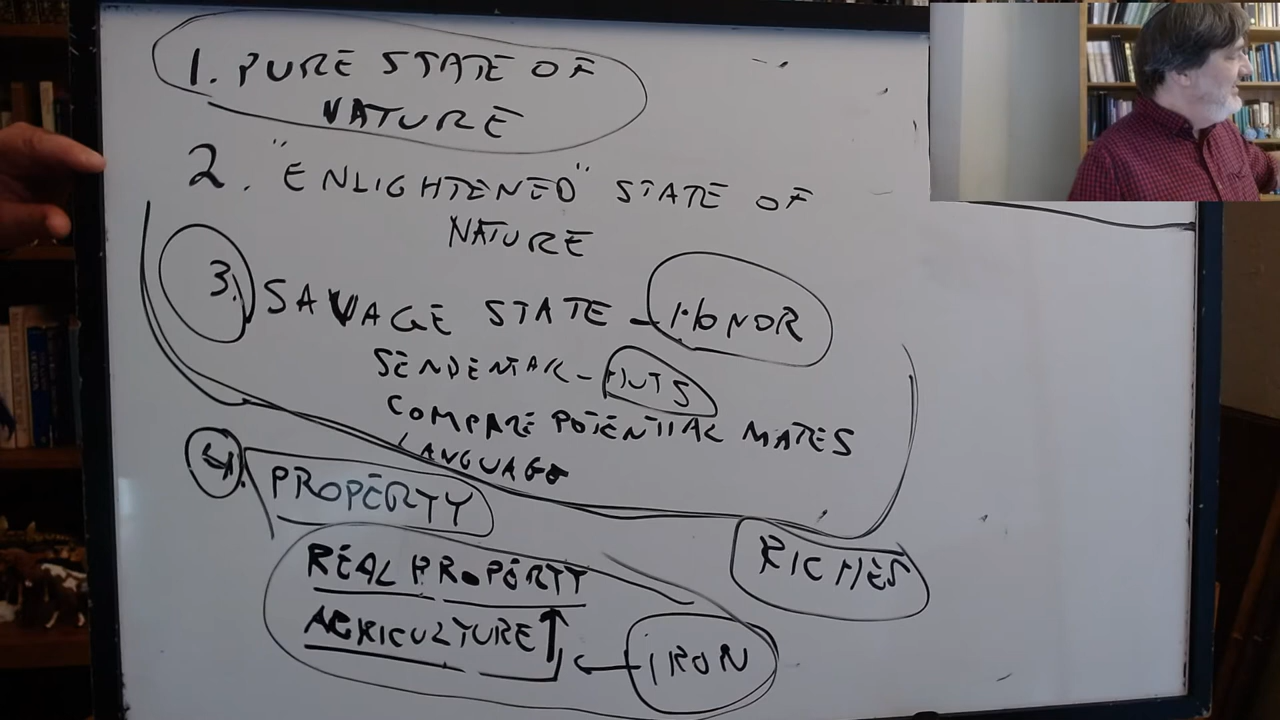 1. PURE STATE OF
NATURE
2. "ENLIGHTENED" STATE OF
NATURE
3. SAVAGE STATE - HONOR
SENDENTAR - HUTS
COMPARE POTENTIAL MATES
LANGUAGE
4. PROPERTY
RICHES
REAL PROPERTY
AGRICULTURE
IRON